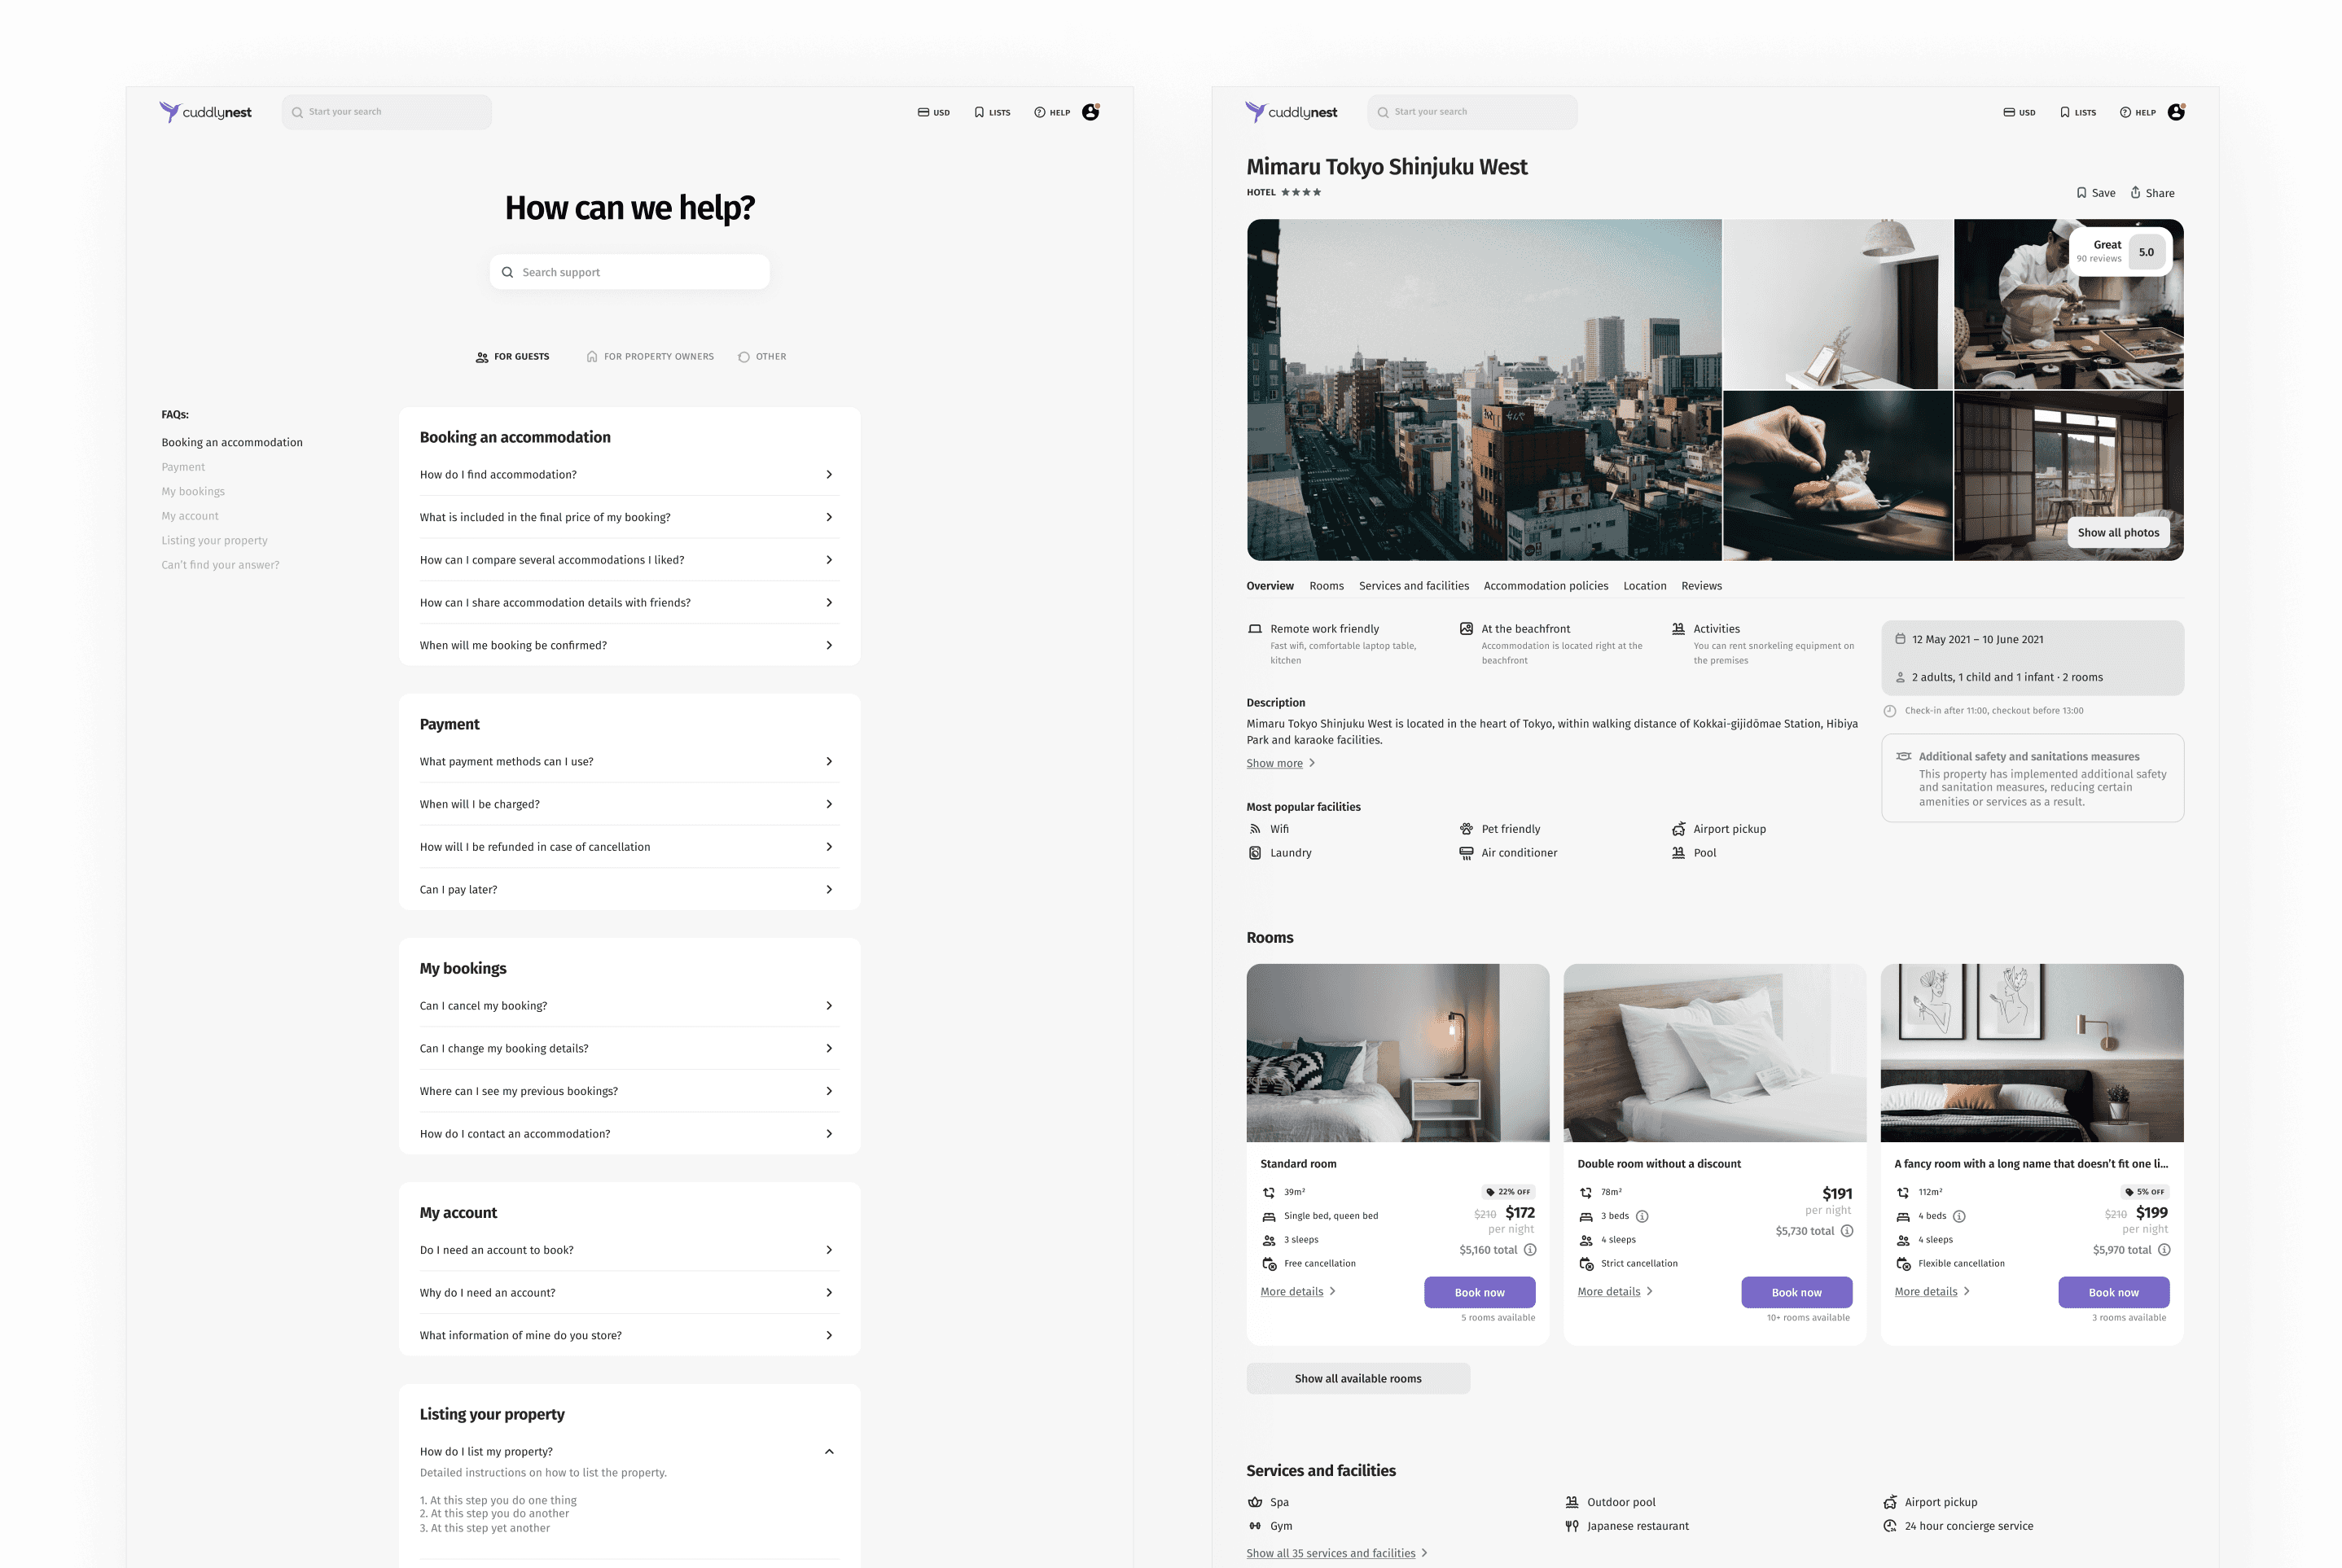 cuddlynest
Start your search
USD
LISTS
HELP
How can we help?
Search support
FOR GUESTS
FOR PROPERTY OWNERS
OTHER
FAQs:
Booking an accommodation
Payment
My bookings
My account
Listing your property
Can't find your answer?
Booking an accommodation
How do I find accommodation?
What is included in the final price of my booking?
How can I compare several accommodations I liked?
How can I share accommodation details with friends?
When will me booking be confirmed?
Payment
What payment methods can I use?
When will I be charged?
How will I be refunded in case of cancellation
Can I pay later?
My bookings
Can I cancel my booking?
Can I change my booking details?
Where can I see my previous bookings?
How do I contact an accommodation?
My account
Do I need an account to book?
Why do I need an account?
What information of mine do you store?
Listing your property
How do I list my property?
Detailed instructions on how to list the property.
1. At this step you do one thing
2. At this step you do another
3. At this step yet another
cuddlynest
Start your search
USD
LISTS
HELP
Mimaru Tokyo Shinjuku West
HOTEL
Save
Share
Great
90 reviews
5.0
Show all photos
Overview
Rooms
Services and facilities
Accommodation policies
Location
Reviews
Remote work friendly
Fast wifi, comfortable laptop table,
kitchen
At the beachfront
Accommodation is located right at the
beachfront
Activities
You can rent snorkeling equipment on
the premises
12 May 2021 – 10 June 2021
2 adults, 1 child and 1 infant · 2 rooms
Check-in after 11:00, checkout before 13:00
Additional safety and sanitations measures
This property has implemented additional safety
and sanitation measures, reducing certain
amenities or services as a result.
Description
Mimaru Tokyo Shinjuku West is located in the heart of Tokyo, within walking distance of Kokkai-gijidōmae Station, Hibiya
Park and karaoke facilities.
Show more
Most popular facilities
Wifi
Pet friendly
Airport pickup
Laundry
Air conditioner
Pool
Rooms
Standard room
39m²
Single bed, queen bed
3 sleeps
Free cancellation
More details
22% OFF
$210 $172
per night
$5,160 total
Book now
5 rooms available
Double room without a discount
78m²
3 beds
4 sleeps
Strict cancellation
More details
$191
per night
$5,730 total
Book now
10+ rooms available
A fancy room with a long name that doesn't fit one li...
112m²
4 beds
4 sleeps
Flexible cancellation
More details
5% OFF
$210 $199
per night
$5,970 total
Book now
3 rooms available
Show all available rooms
Services and facilities
Spa
Outdoor pool
Airport pickup
Gym
Japanese restaurant
24 hour concierge service
Show all 35 services and facilities